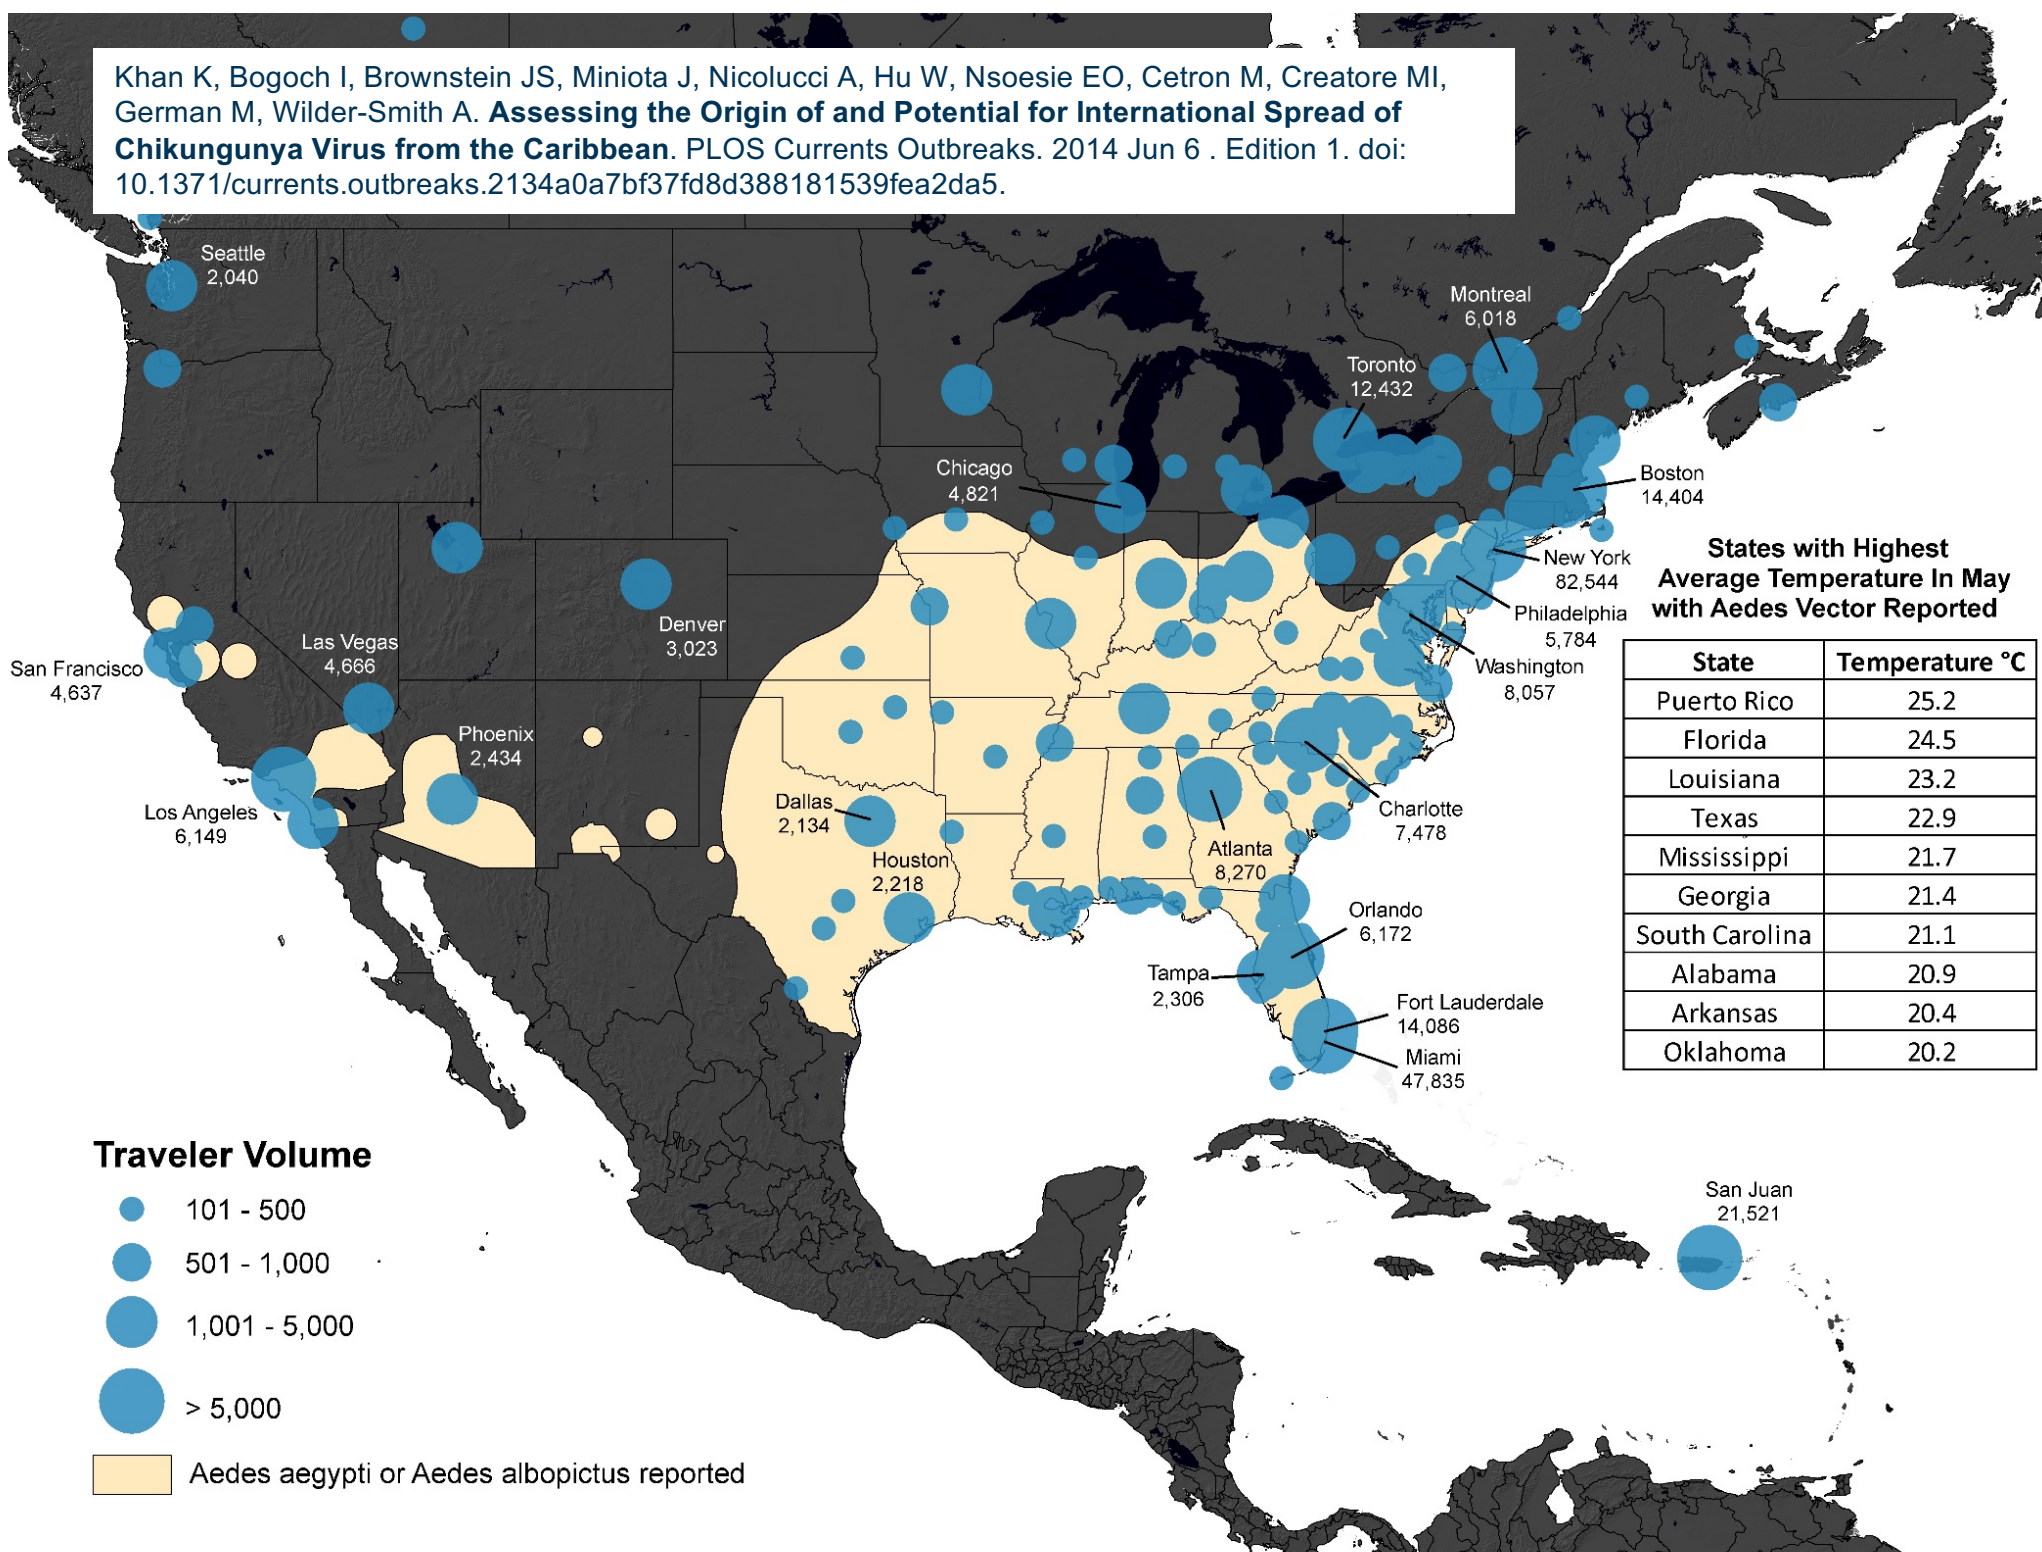 Khan K, Bogoch I, Brownstein JS, Miniota J, Nicolucci A, Hu W, Nsoesie EO, Cetron M, Creatore MI,
German M, Wilder-Smith A. Assessing the Origin of and Potential for International Spread of
Chikungunya Virus from the Caribbean. PLOS Currents Outbreaks. 2014 Jun 6 . Edition 1. doi:
10.1371/currents.outbreaks.2134a0a7bf37fd8d388181539fea2da5.
Seattle
2,040
Montreal
6,018
Toronto
12,432
Chicago
4,821
Boston
14,404
New York
82,544
Philadelphia
5,784
Washington
8,057
Denver
3,023
Las Vegas
4,666
San Francisco
4,637
Phoenix
2,434
Los Angeles
6,149
Dallas
2,134
Houston
2,218
Charlotte
7,478
Atlanta
8,270
Orlando
6,172
Tampa
2,306
Fort Lauderdale
14,086
Miami
47,835
San Juan
21,521
States with Highest
Average Temperature In May
with Aedes Vector Reported
State Temperature °C
Puerto Rico 25.2
Florida 24.5
Louisiana 23.2
Texas 22.9
Mississippi 21.7
Georgia 21.4
South Carolina 21.1
Alabama 20.9
Arkansas 20.4
Oklahoma 20.2
Traveler Volume
101 - 500
501 - 1,000
1,001 - 5,000
> 5,000
Aedes aegypti or Aedes albopictus reported